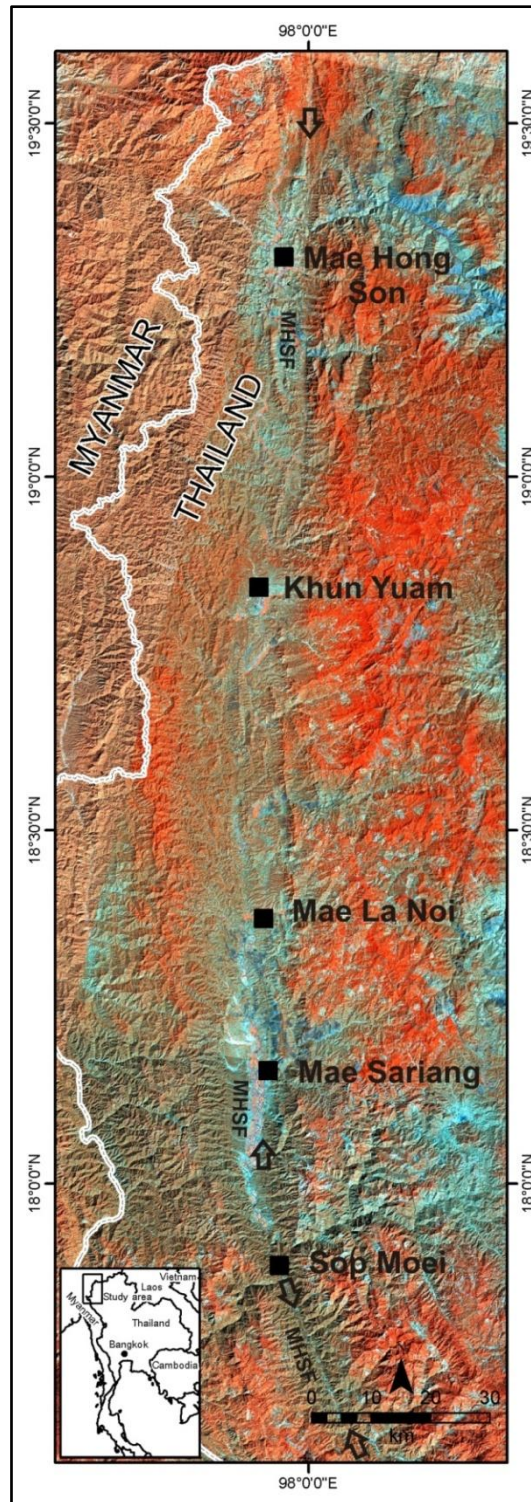 98°0'0"E
19°30'0"N
19°30'0"N
Mae Hong
Son
MHSF
MYANMAR
THAILAND
19°0'0"N
19°0'0"N
Khun Yuam
18°30'0"N
18°30'0"N
Mae La Noi
Mae Sariang
MHSF
18°0'0"N
18°0'0"N
Sop Moei
MHSF
Vietnam
Laos
Study area
Myanmar
Thailand
Bangkok
Cambodia
0 10 20 30
km
98°0'0"E